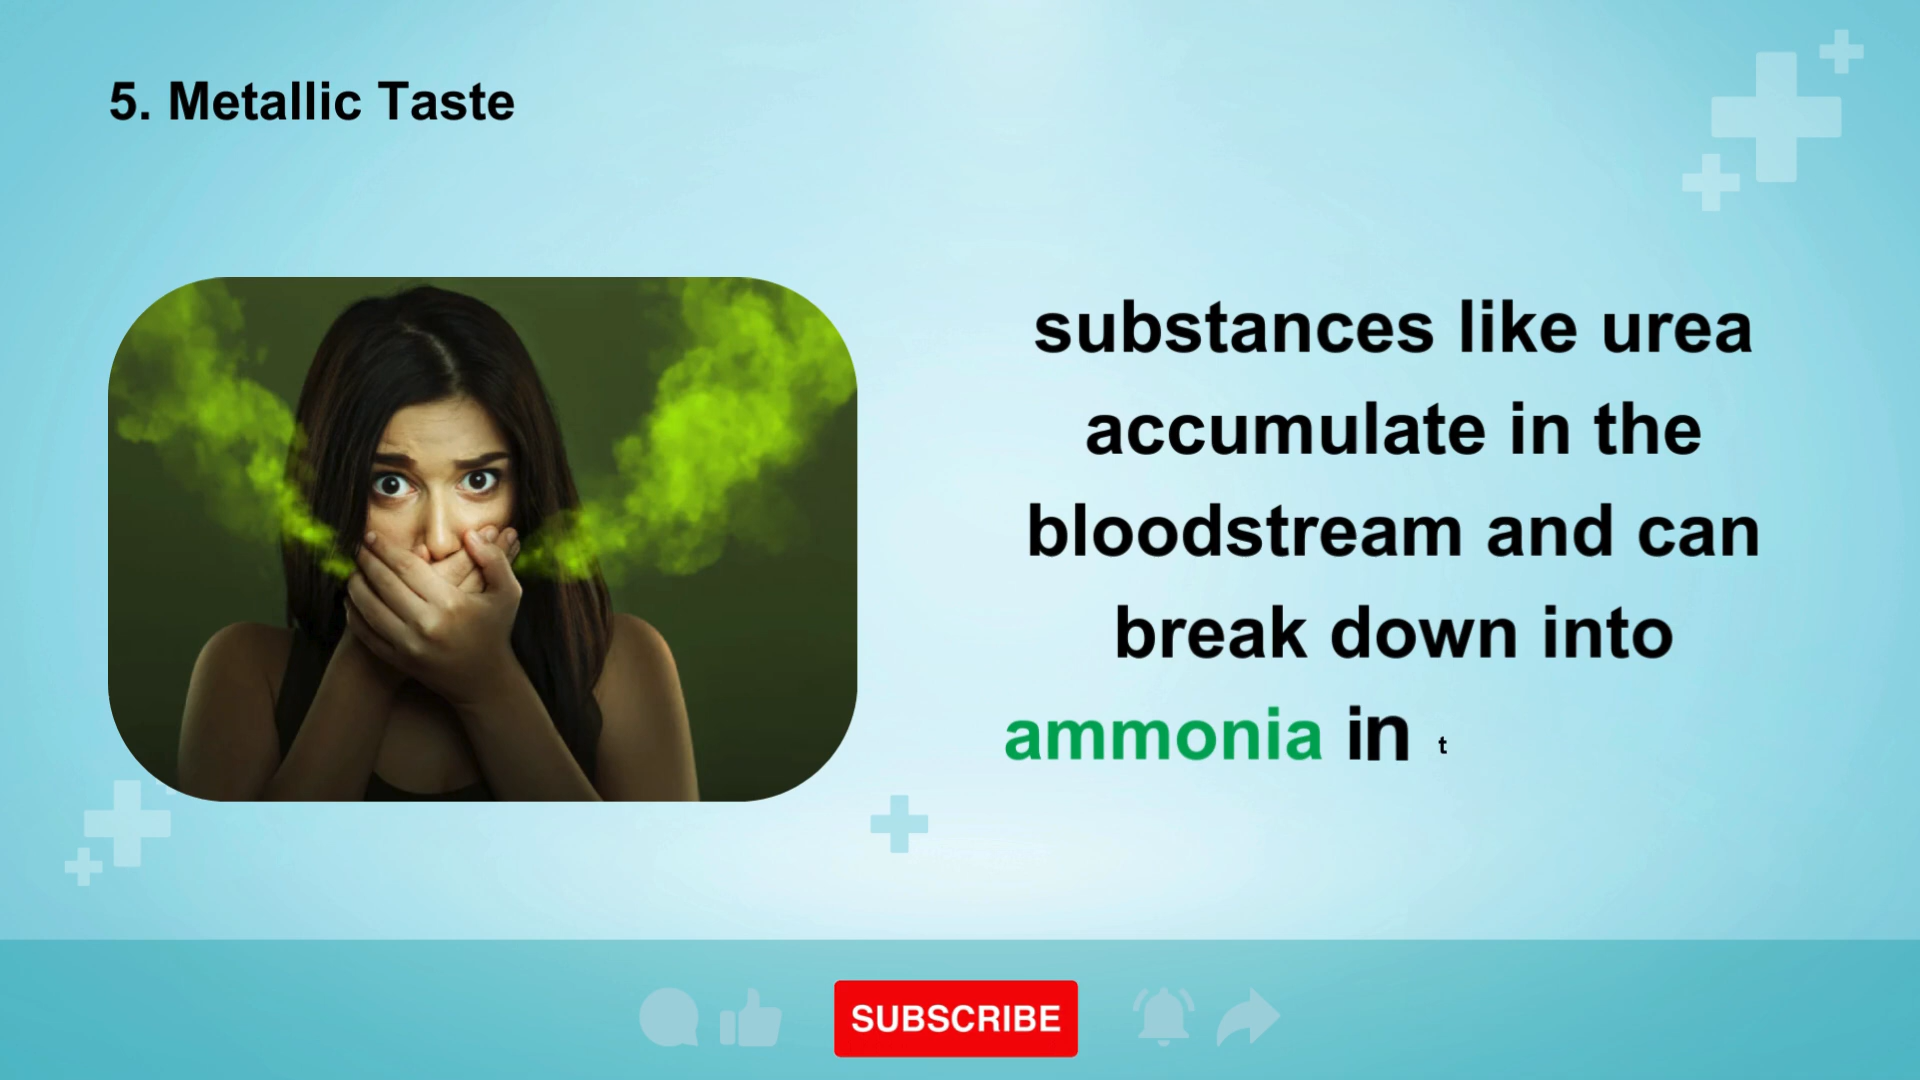 5. Metallic Taste
substances like urea
accumulate in the
bloodstream and can
break down into
ammonia in t
SUBSCRIBE